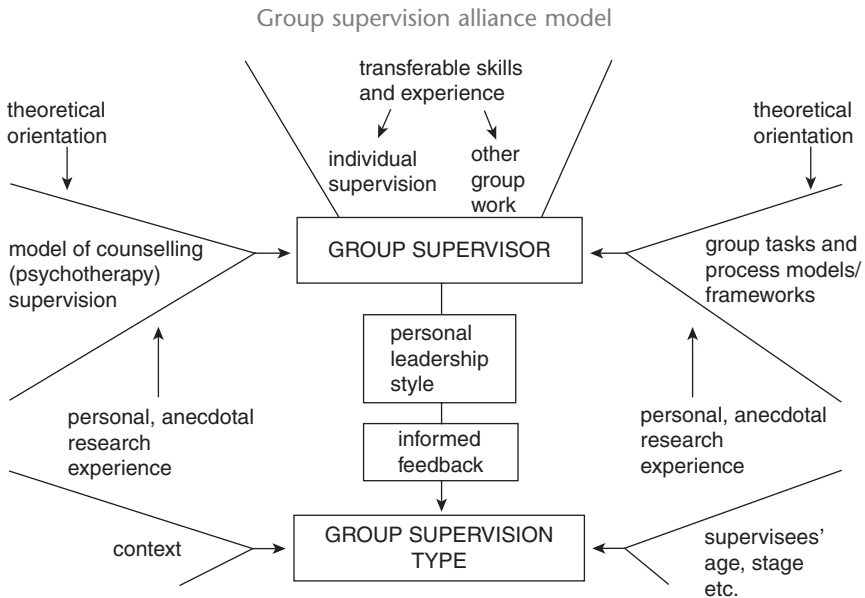 Group supervision alliance model
transferable skills
and experience
theoretical
orientation
theoretical
orientation
individual
supervision
other
group
work
GROUP SUPERVISOR
model of counselling
(psychotherapy)
supervision
group tasks and
process models/
frameworks
personal
leadership
style
personal, anecdotal
research
experience
personal, anecdotal
research
experience
informed
feedback
GROUP SUPERVISION
TYPE
context
supervisees’
age, stage
etc.